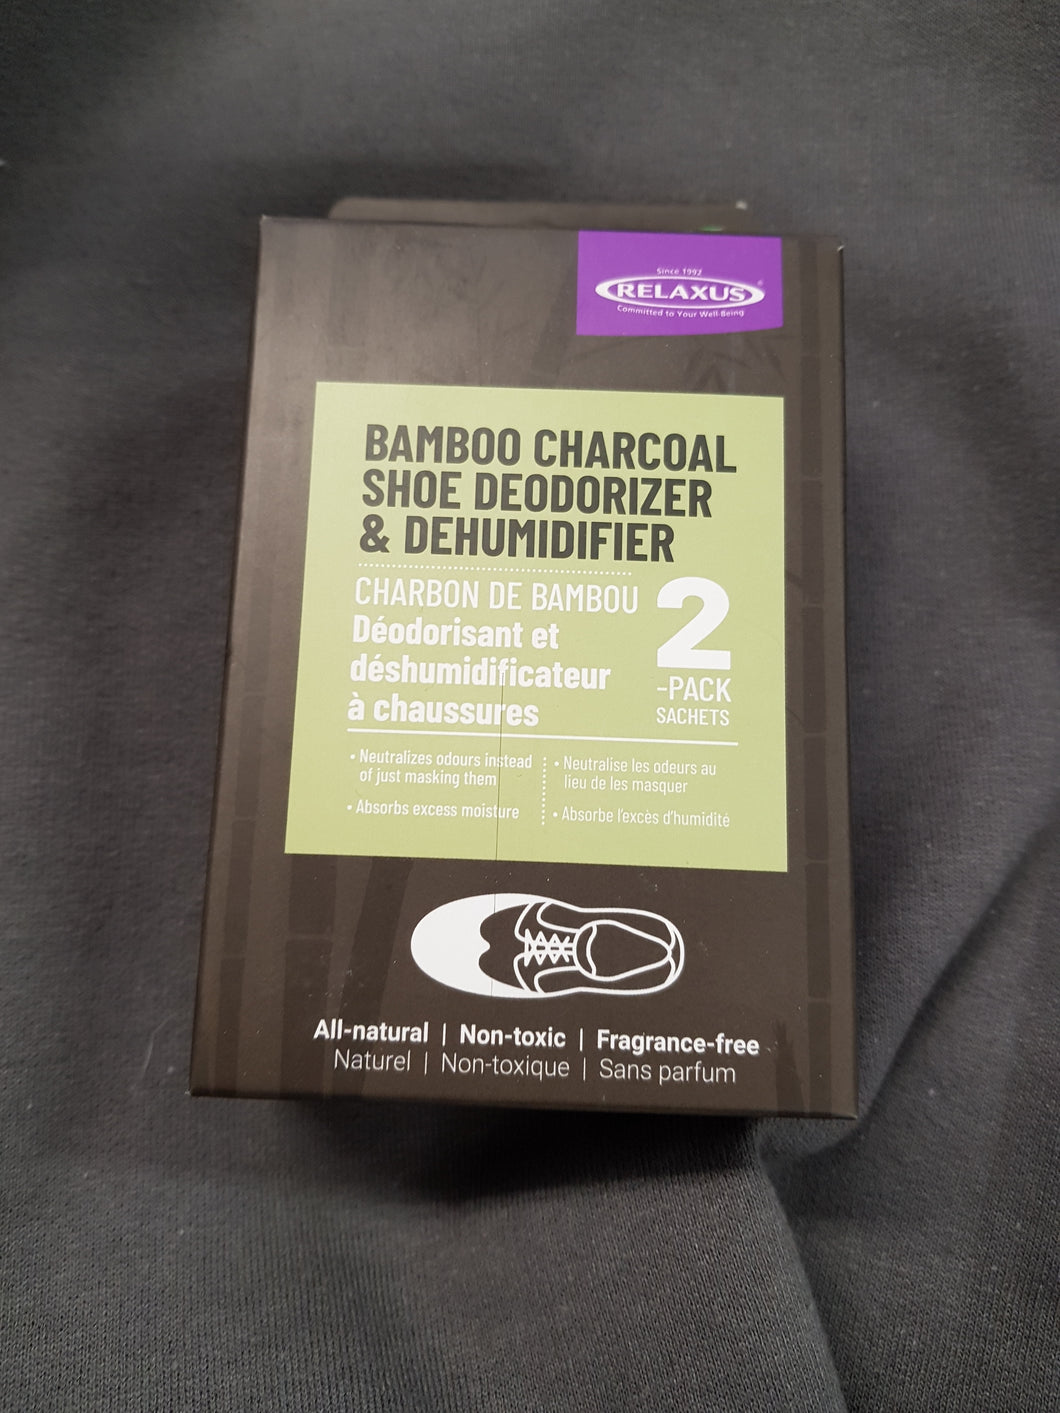 Since 1992
RELAXUS®
Committed to Your Well-Being
BAMBOO CHARCOAL
SHOE DEODORIZER
& DEHUMIDIFIER
CHARBON DE BAMBOU
Déodorisant et
déshumidificateur
à chaussures
2
-PACK
SACHETS
• Neutralizes odours instead
of just masking them
• Absorbs excess moisture
• Neutralise les odeurs au
lieu de les masquer
• Absorbe l'excès d'humidité
All-natural | Non-toxic | Fragrance-free
Naturel | Non-toxique | Sans parfum